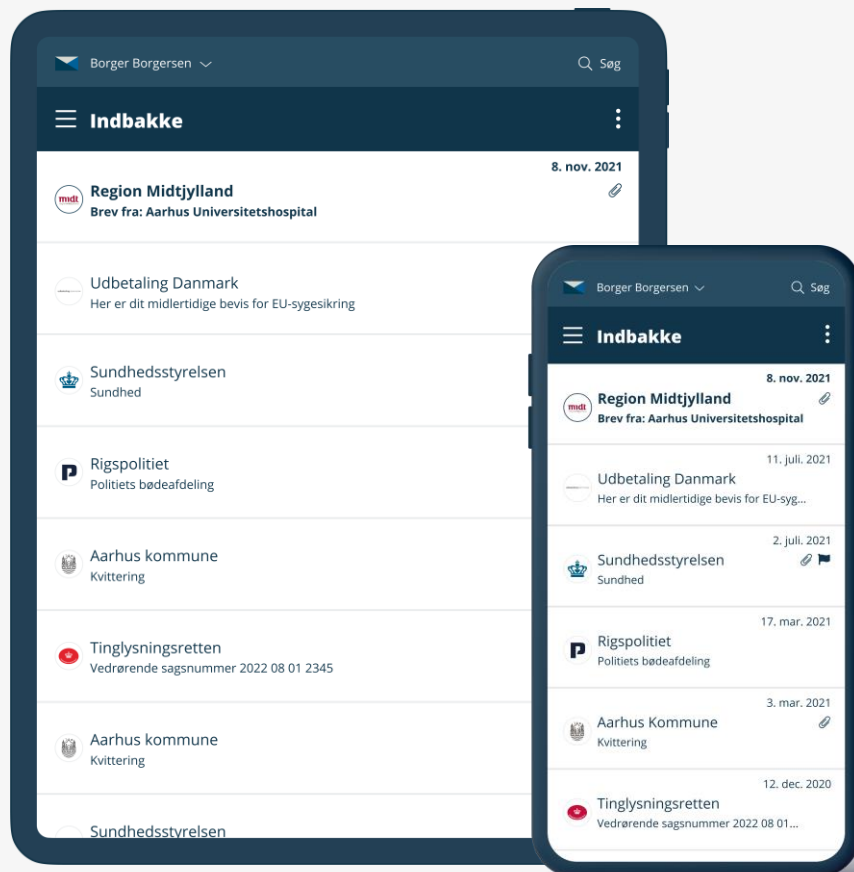 Borger Borgersen
Søg
Indbakke
8. nov. 2021
midt
Region Midtjylland
Brev fra: Aarhus Universitetshospital
Udbetaling Danmark
Her er dit midlertidige bevis for EU-sygesikring
Sundhedsstyrelsen
Sundhed
Rigspolitiet
Politiets bødeafdeling
Aarhus kommune
Kvittering
Tinglysningsretten
Vedrørende sagsnummer 2022 08 01 2345
Aarhus kommune
Kvittering
Sundhedsstyrelsen
Borger Borgersen
Søg
Indbakke
8. nov. 2021
midt
Region Midtjylland
Brev fra: Aarhus Universitetshospital
11. juli. 2021
Udbetaling Danmark
Her er dit midlertidige bevis for EU-syg...
2. juli. 2021
Sundhedsstyrelsen
Sundhed
17. mar. 2021
Rigspolitiet
Politiets bødeafdeling
3. mar. 2021
Aarhus Kommune
Kvittering
12. dec. 2020
Tinglysningsretten
Vedrørende sagsnummer 2022 08 01...